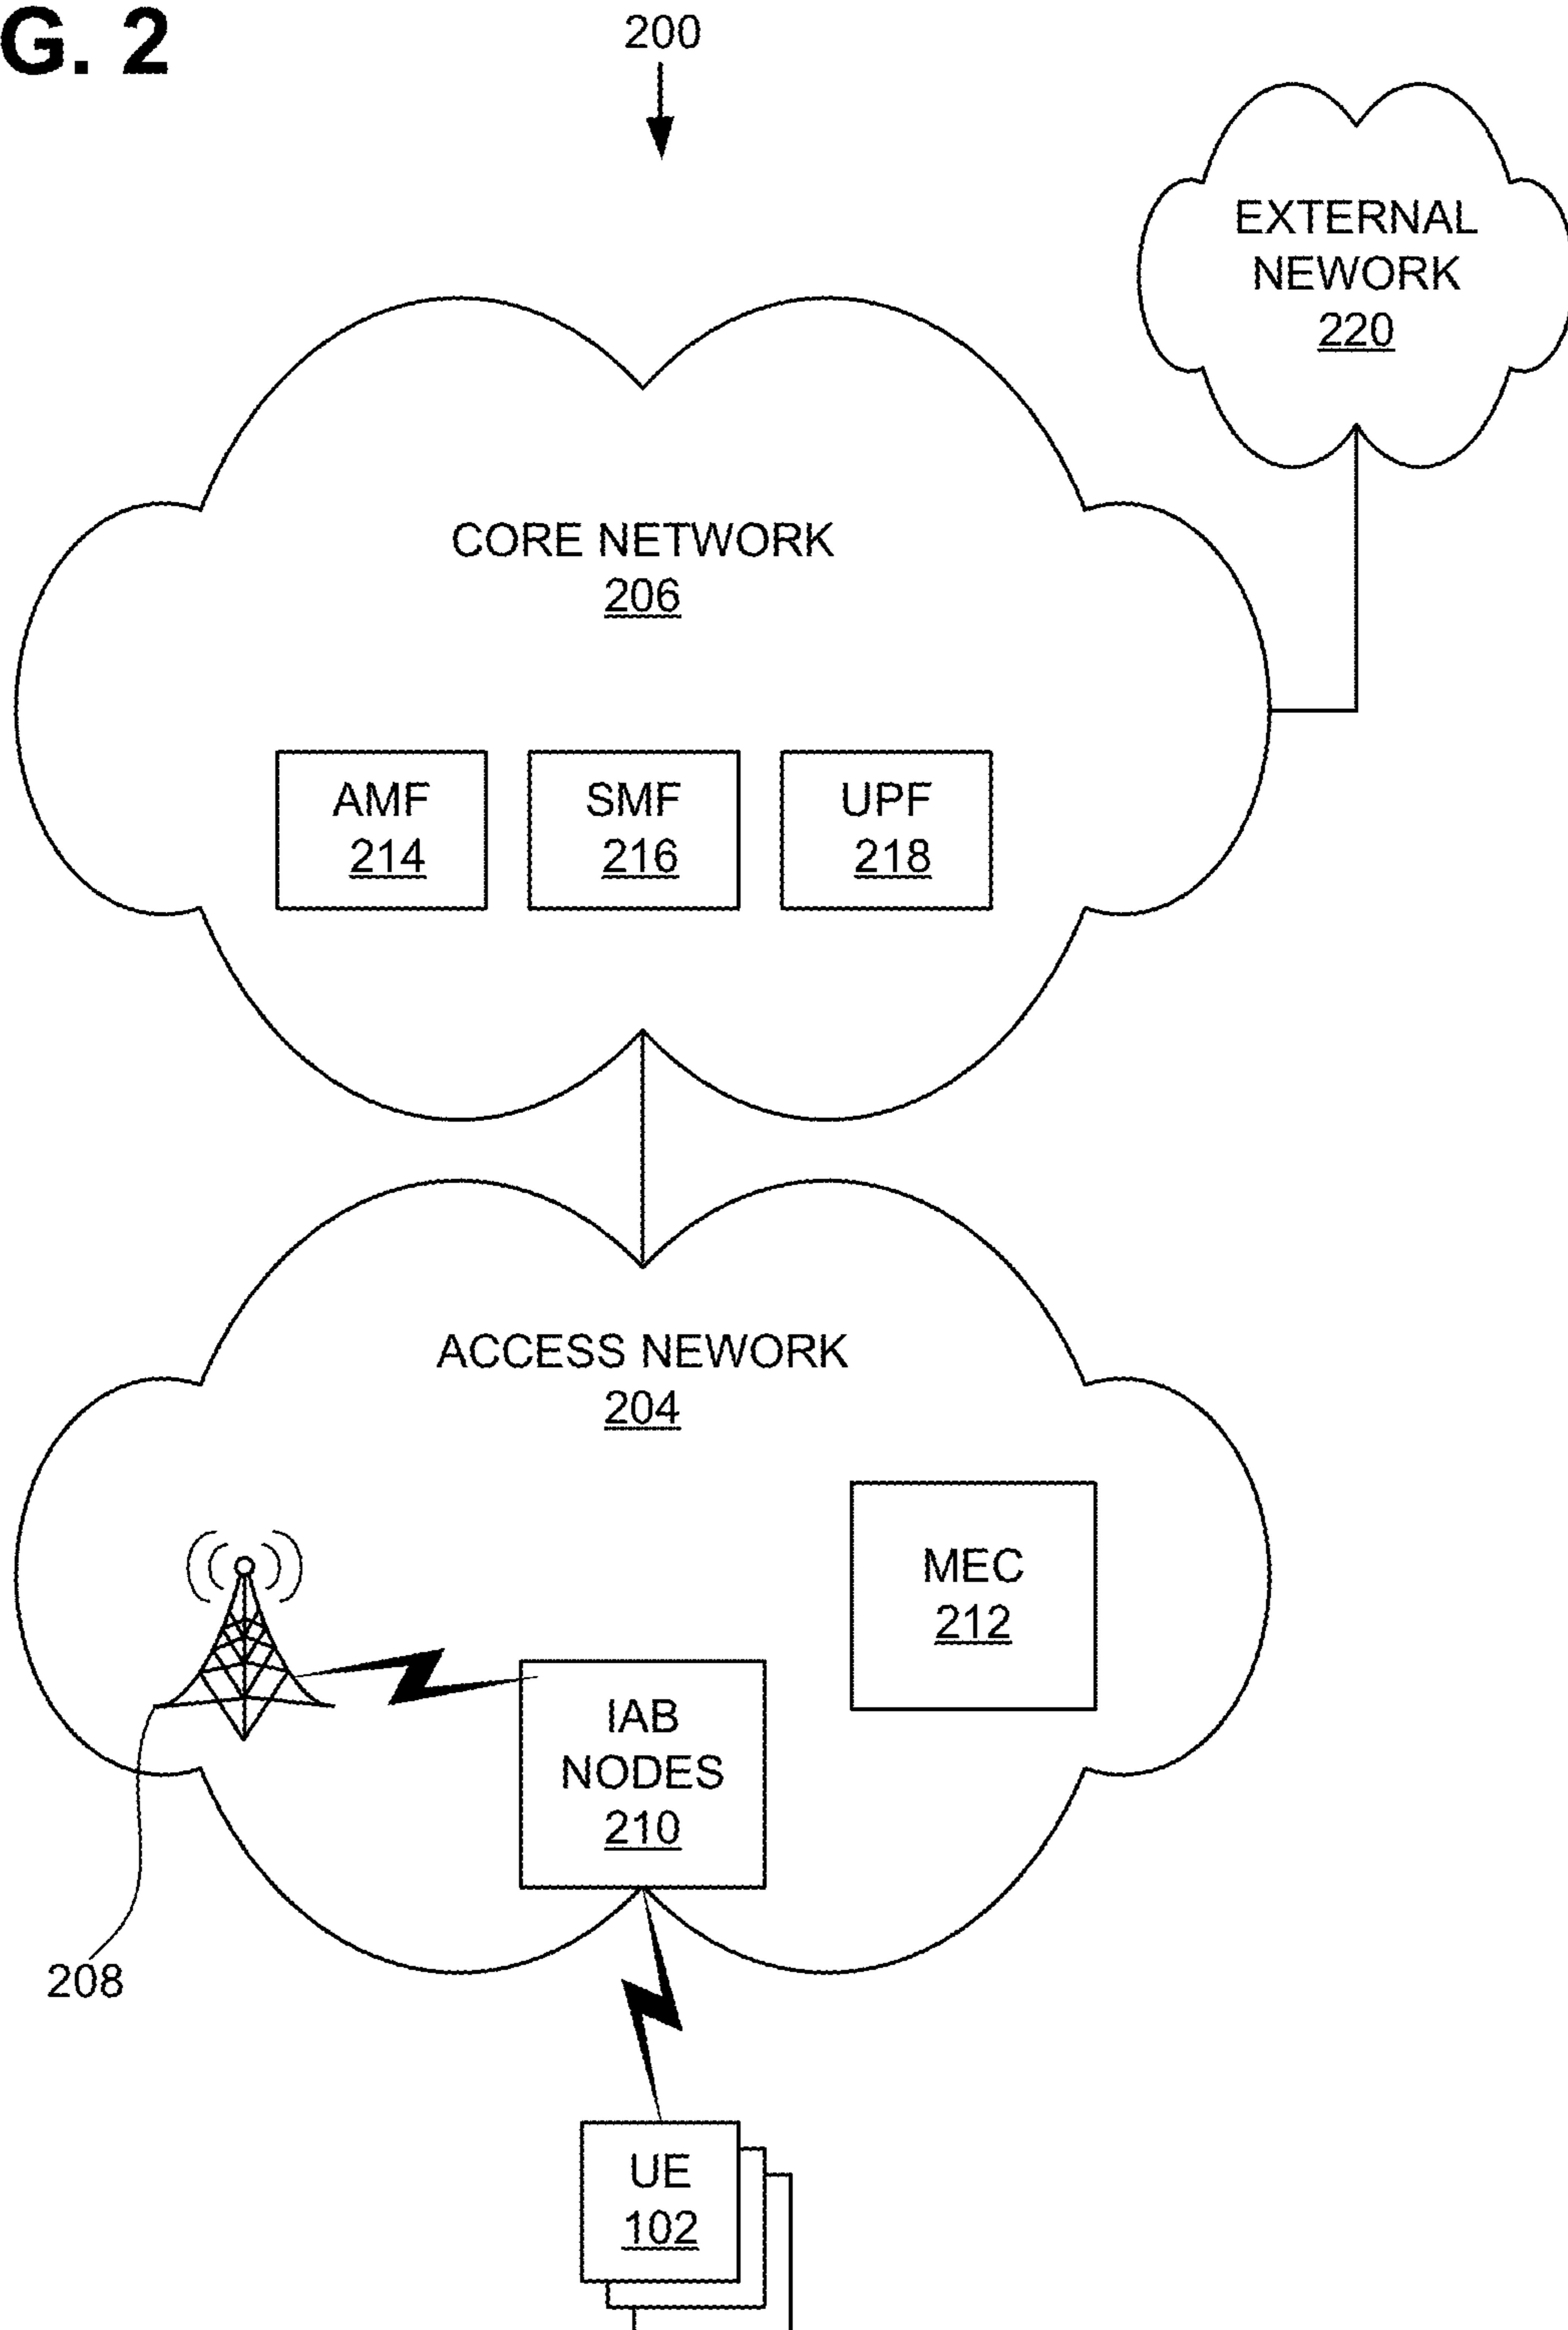 G. 2
200
EXTERNAL
NEWORK
220
CORE NETWORK
206
AMF
214
SMF
216
UPF
218
ACCESS NEWORK
204
MEC
212
IAB
NODES
210
208
UE
102